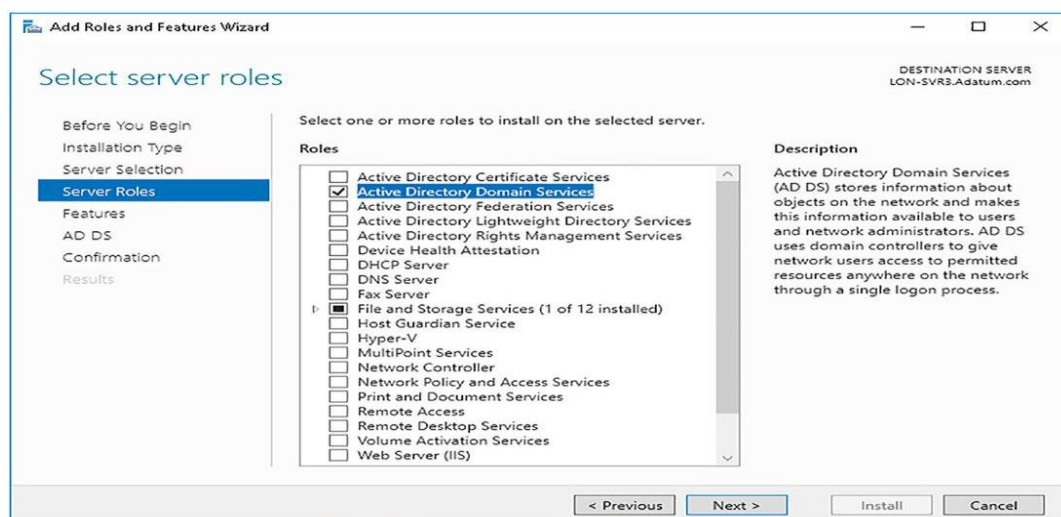 Add Roles and Features Wizard
Select server roles
DESTINATION SERVER
LON-SVR3.Adatum.com
Before You Begin
Installation Type
Server Selection
Server Roles
Features
AD DS
Confirmation
Results
Select one or more roles to install on the selected server.
Roles
Active Directory Certificate Services
Active Directory Domain Services
Active Directory Federation Services
Active Directory Lightweight Directory Services
Active Directory Rights Management Services
Device Health Attestation
DHCP Server
DNS Server
Fax Server
File and Storage Services (1 of 12 installed)
Host Guardian Service
Hyper-V
MultiPoint Services
Network Controller
Network Policy and Access Services
Print and Document Services
Remote Access
Remote Desktop Services
Volume Activation Services
Web Server (IIS)
Description
Active Directory Domain Services
(AD DS) stores information about
objects on the network and makes
this information available to users
and network administrators. AD DS
uses domain controllers to give
network users access to permitted
resources anywhere on the network
through a single logon process.
< Previous
Next >
Install
Cancel